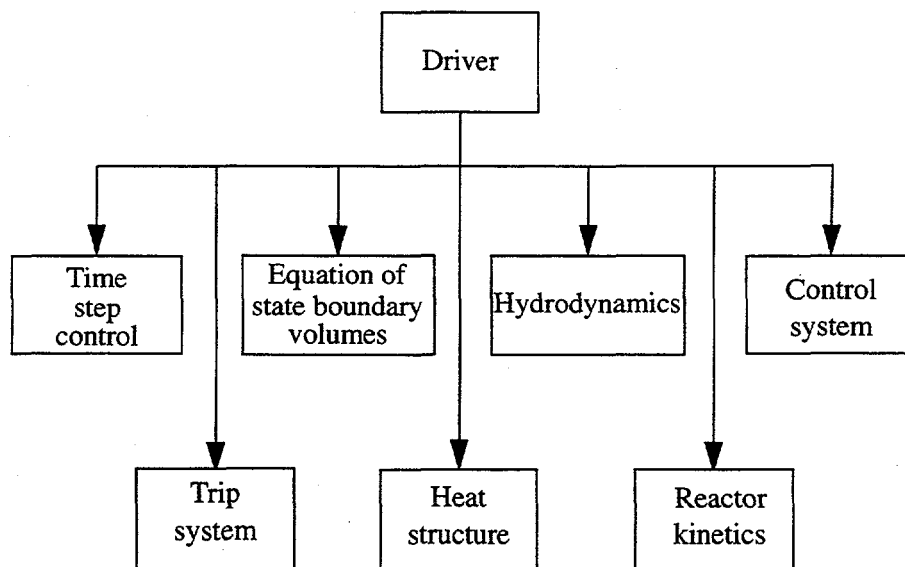 Driver
Time
step
control
Equation of
state boundary
volumes
Hydrodynamics
Control
system
Trip
system
Heat
structure
Reactor
kinetics